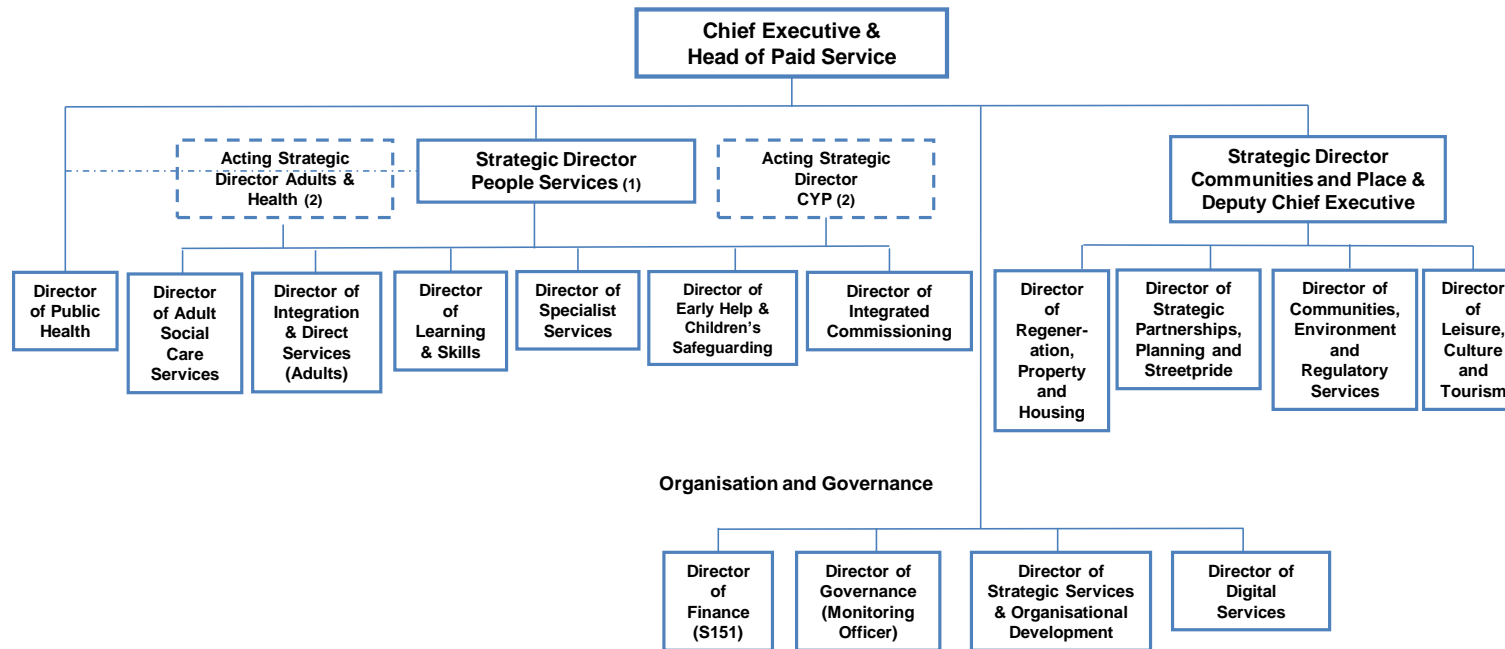 Chief Executive &
Head of Paid Service
Acting Strategic
Director Adults &
Health (2)
Strategic Director
People Services (1)
Acting Strategic
Director
CYP (2)
Strategic Director
Communities and Place &
Deputy Chief Executive
Director
of Public
Health
Director
of Adult
Social
Care
Services
Director of
Integration
& Direct
Services
(Adults)
Director
of
Learning
& Skills
Director of
Specialist
Services
Director of
Early Help &
Children's
Safeguarding
Director of
Integrated
Commissioning
Director
of
Regener-
ation,
Property
and
Housing
Director of
Strategic
Partnerships,
Planning and
Streetpride
Director of
Communities,
Environment
and
Regulatory
Services
Director
of
Leisure,
Culture
and
Tourism
Organisation and Governance
Director
of
Finance
(S151)
Director of
Governance
(Monitoring
Officer)
Director of
Strategic Services
& Organisational
Development
Director of
Digital
Services